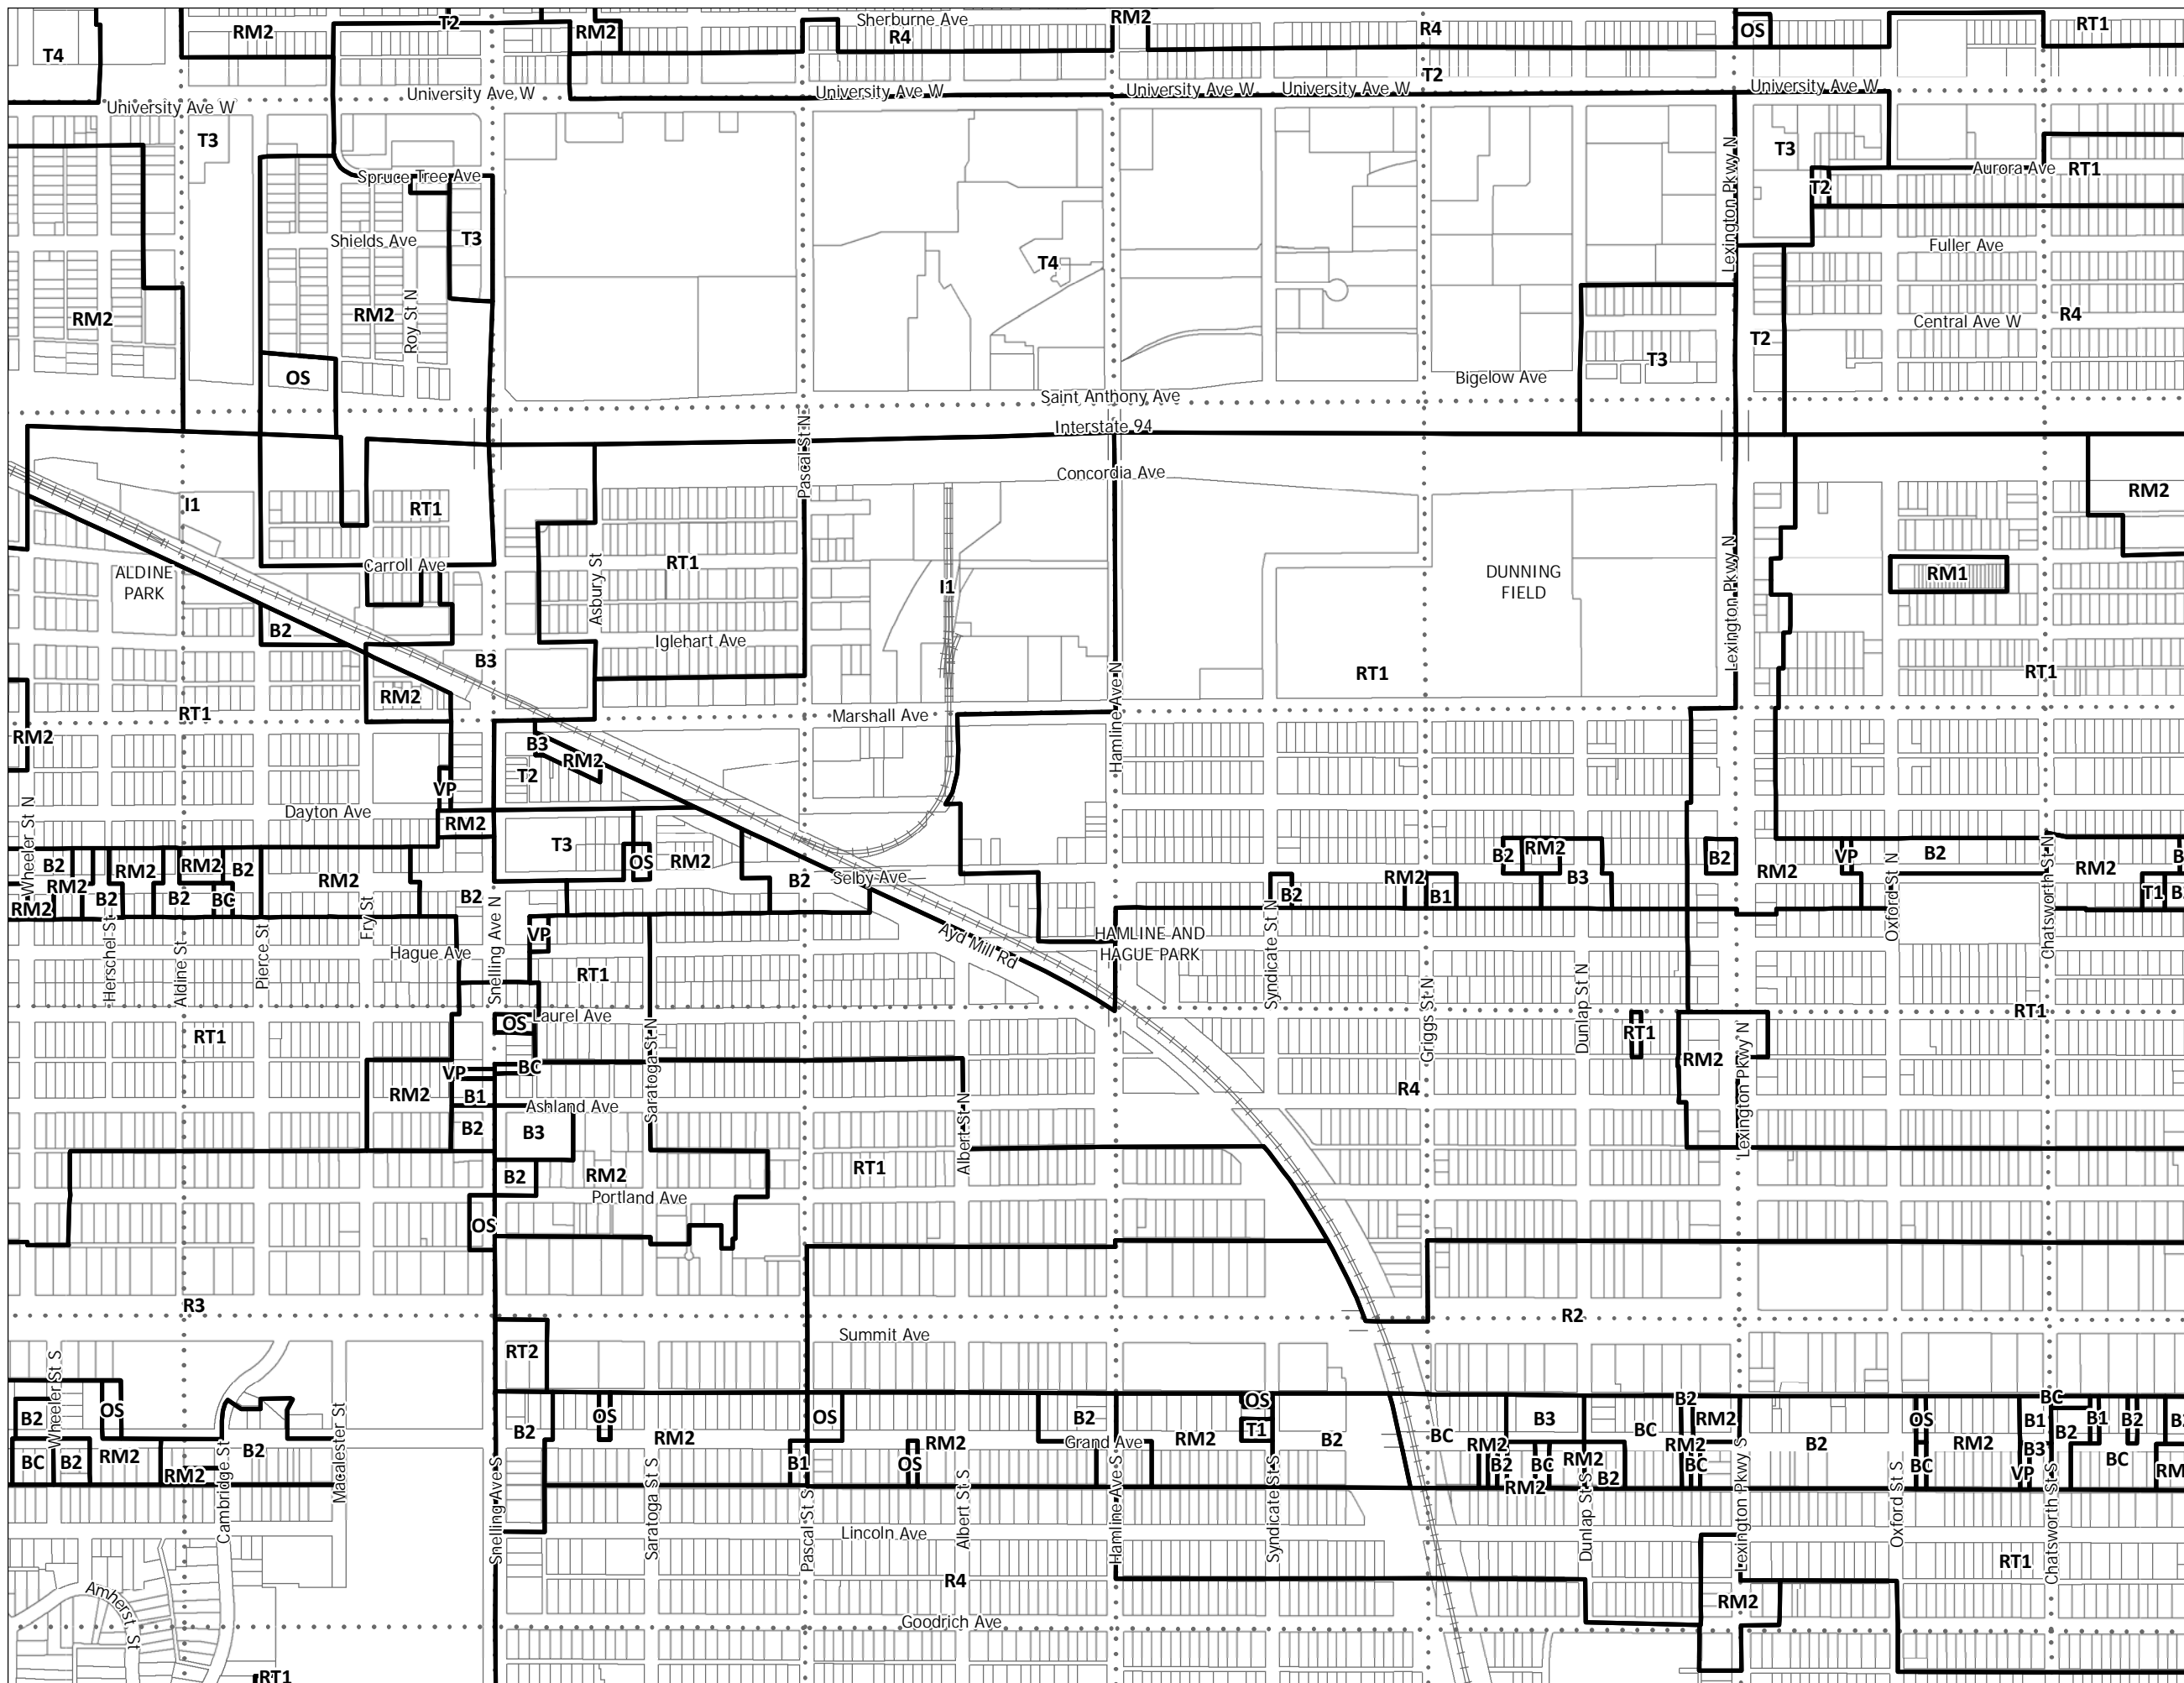 T2
RM2
RM2
Sherburne Ave
R4
RM2
R4
OS
RT1
T4
T2
University Ave W
University Ave W
University Ave W
University Ave W
University Ave W
University Ave W
T3
Lexington Pkwy N
T3
Aurora Ave
RT1
Spruce Tree Ave
T2
Shields Ave
T3
Fuller Ave
T4
RM2
RM2
Roy St N
Central Ave W
R4
T2
T3
OS
Bigelow Ave
Saint Anthony Ave
Interstate 94
Pascal St N
Concordia Ave
RM2
I1
RT1
Carroll Ave
RT1
ALDINE
PARK
Asbury St
I1
DUNNING
FIELD
Lexington Pkwy N
RM1
B2
Iglehart Ave
B3
RT1
RT1
RM2
RT1
Marshall Ave
Hamline Ave N
RM2
B3
RM2
T2
VP
Dayton Ave
RM2
Wheeler St N
T3
OS
RM2
B2
RM2
RM2
B2
RM2
RM2
B2
B2
BC
RM2
RM2
B2
B2
Selby Ave
B2
RM2
B1
B2
RM2
B3
B2
RM2
VP
B2
Oxford St N
Chatsworth St N
RM2
T1
B
B
Herschel St
Aldine St
Pierce St
Fry St
Hague Ave
Snelling Ave N
VP
RT1
Ayd Mill Rd
HAMLINE AND
HAGUE PARK
Syndicate St N
Griggs St N
Dunlap St N
RT1
OS
Laurel Ave
Saratoga St N
RT1
RT1
RM2
Lexington Pkwy N
VP
BC
RM2
B1
Ashland Ave
Albert St N
R4
B2
B3
B2
RM2
RT1
Portland Ave
OS
R3
R2
Summit Ave
RT2
Wheeler St S
B2
OS
Macalester St
B2
OS
OS
B2
OS
T1
BC
B3
BC
B2
RM2
OS
BC
B1
B2
B1
B2
B
BC
B2
RM2
RM2
B2
Cambridge St
RM2
B1
RM2
OS
Grand Ave
RM2
B2
RM2
B2
BC
RM2
B2
RM2
RM2
BC
B2
BC
RM2
B3
VP
BC
RM
Snelling Ave S
Saratoga St S
Pascal St S
Albert St S
Hamline Ave S
Syndicate St S
Dunlap St S
Lexington Pkwy S
Oxford St S
Chatsworth St S
Lincoln Ave
RT1
R4
RM2
Amherst St
Goodrich Ave
RT1